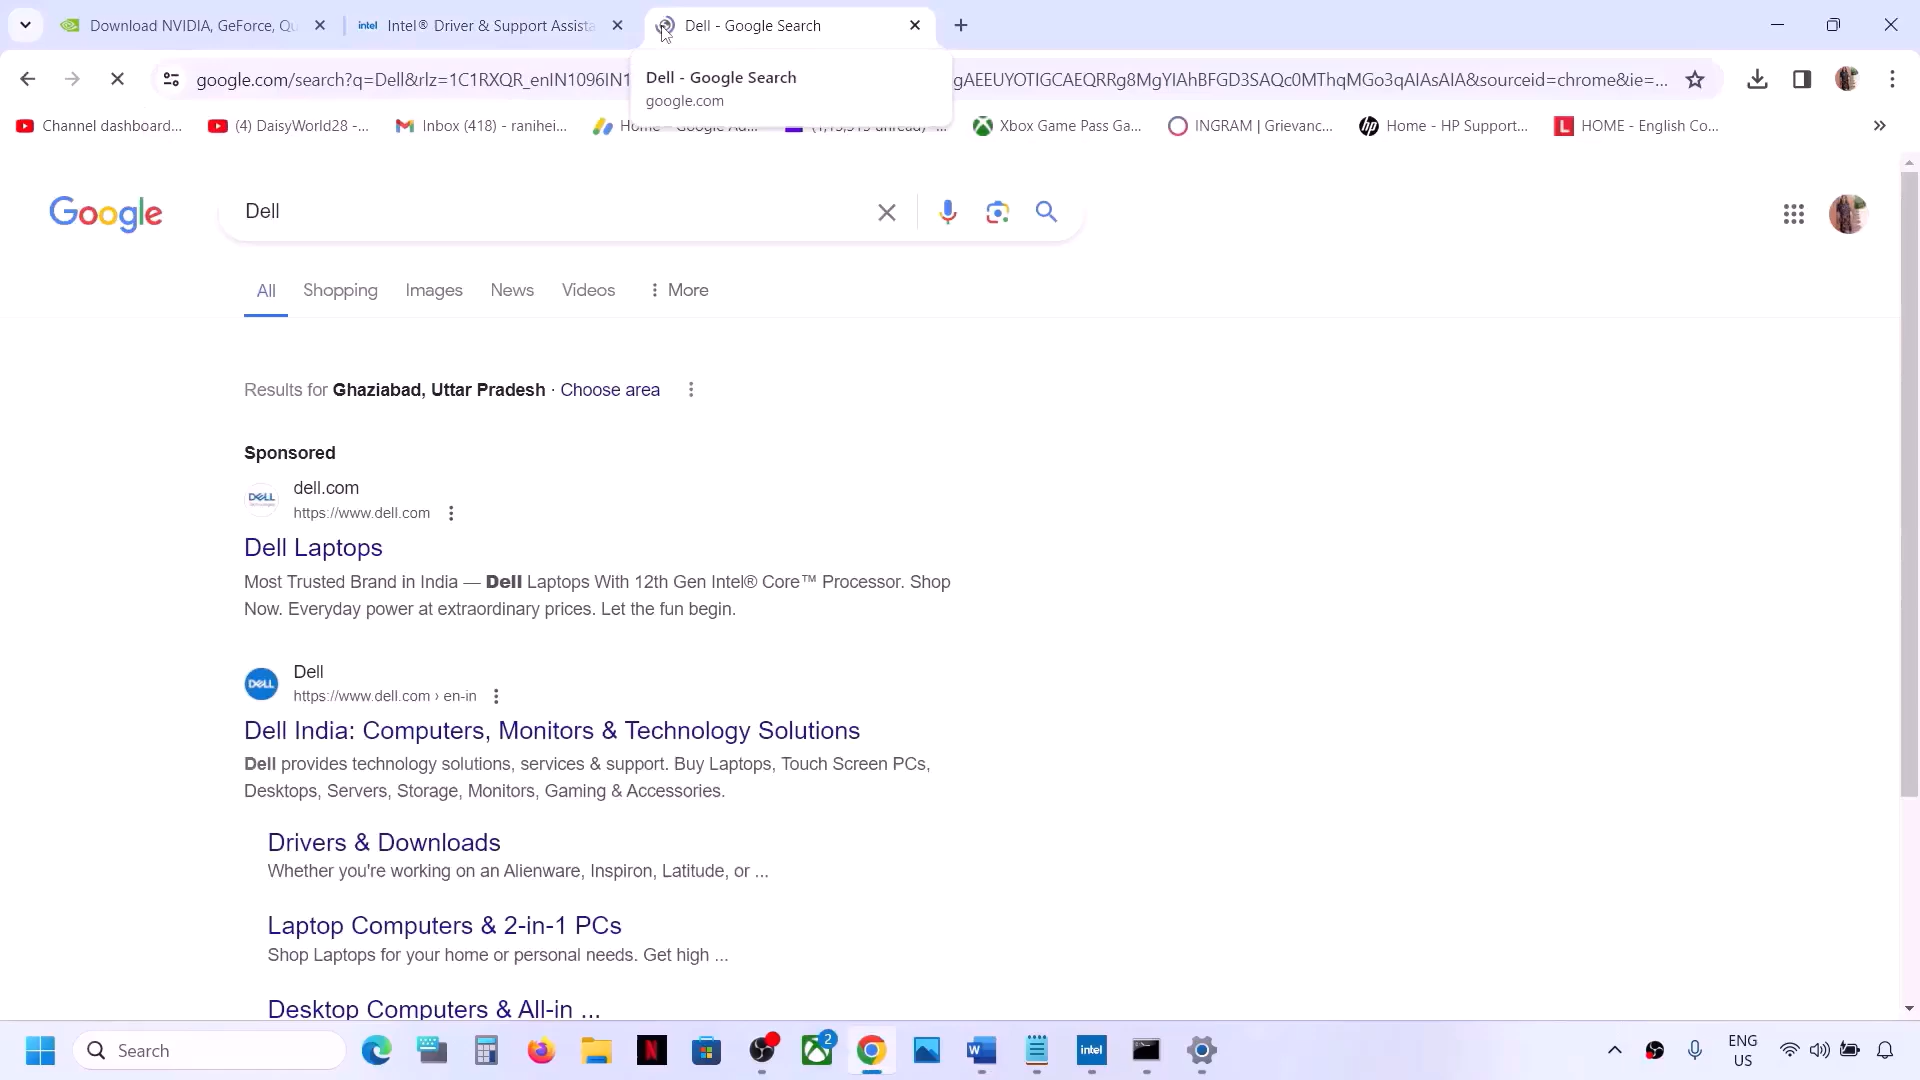 Download NVIDIA, GeForce, Qu
intel Intel® Driver & Support Assista
Dell - Google Search
google.com/search?q=Dell&rlz=1C1RXQR_enIN1096IN1
gAEEUYOTIGCAEQRRg8MgYIAhBFGD3SAQc0MThqMGo3qAIAsAIA&sourceid=chrome&ie=...
Dell - Google Search
google.com
Channel dashboard...
(4) DaisyWorld28 -...
Inbox (418) - ranihei...
Home - Google Ad...
Xbox Game Pass Ga...
INGRAM | Grievanc...
Home - HP Support...
HOME - English Co...
Google
Dell
All
Shopping
Images
News
Videos
More
Results for Ghaziabad, Uttar Pradesh · Choose area
Sponsored
DELL
dell.com
https://www.dell.com
Dell Laptops
Most Trusted Brand in India — Dell Laptops With 12th Gen Intel® Core™ Processor. Shop
Now. Everyday power at extraordinary prices. Let the fun begin.
DELL
Dell
https://www.dell.com › en-in
Dell India: Computers, Monitors & Technology Solutions
Dell provides technology solutions, services & support. Buy Laptops, Touch Screen PCs,
Desktops, Servers, Storage, Monitors, Gaming & Accessories.
Drivers & Downloads
Whether you're working on an Alienware, Inspiron, Latitude, or ...
Laptop Computers & 2-in-1 PCs
Shop Laptops for your home or personal needs. Get high ...
Desktop Computers & All-in ...
Search
2
intel
ENG
US